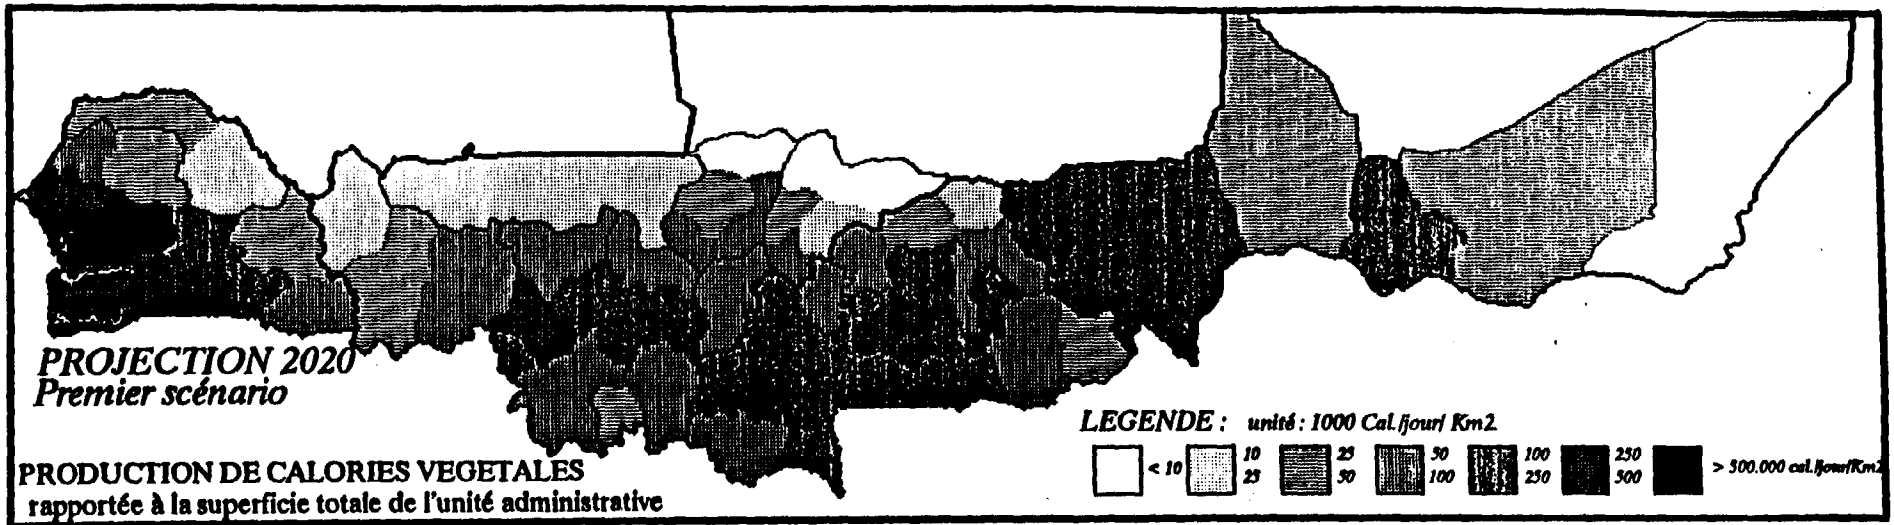 PROJECTION 2020
Premier scénario
PRODUCTION DE CALORIES VEGETALES
rapportée à la superficie totale de l'unité administrative
LEGENDE : unité : 1000 Cal./jour/ Km2
< 10
10
25
25
50
50
100
100
250
250
500
> 500.000 cal./jour/Km2